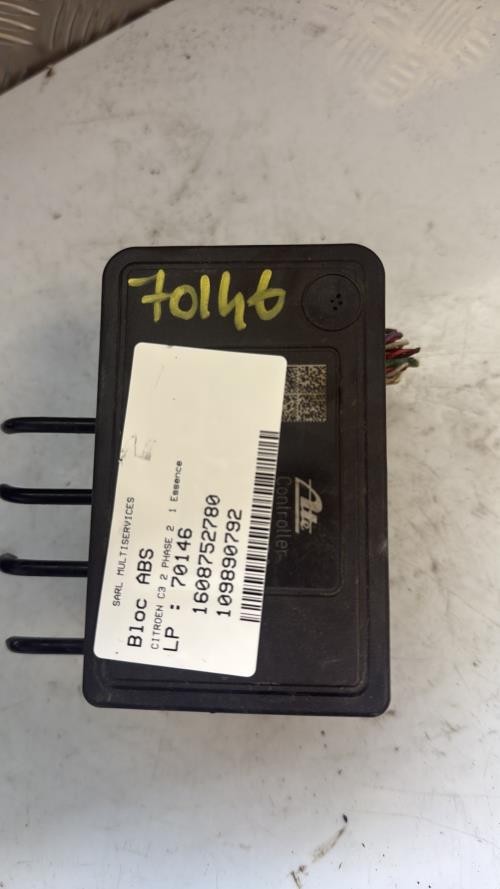 70146
SARL MULTISERVICES
Bloc ABS
CITROEN C3 2 PHASE 2 1 Essence
LP : 70146
1608752780
109890792
Ate
Controller